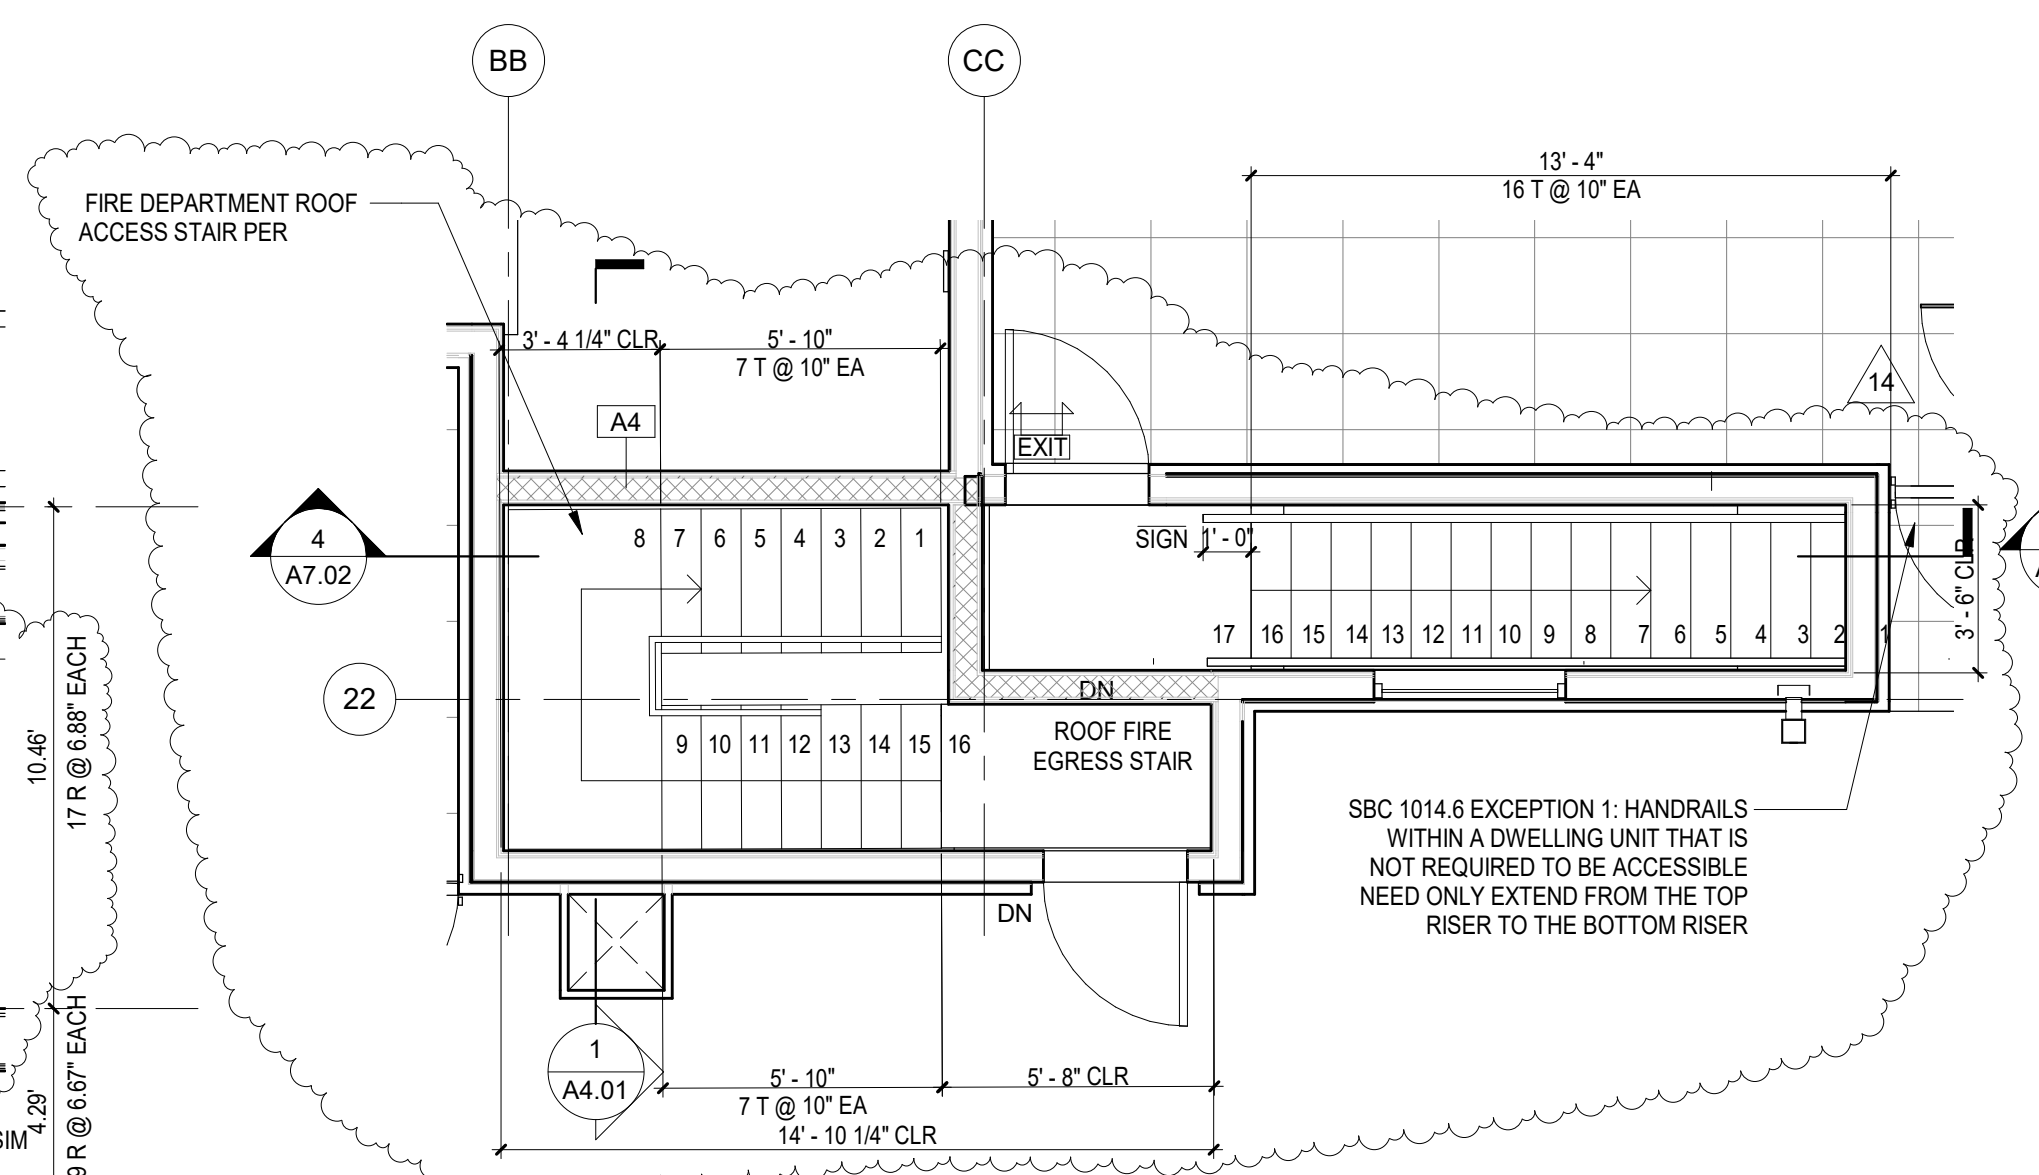 BB
CC
13' - 4"
16 T @ 10" EA
FIRE DEPARTMENT ROOF
ACCESS STAIR PER
3' - 4 1/4" CLR
5' - 10"
7 T @ 10" EA
14
A4
EXIT
4
A7.02
8 7 6 5 4 3 2 1
SIGN
1' - 0"
3' - 6" CLR
17 16 15 14 13 12 11 10 9 8 7 6 5 4 3 2 1
17 R @ 6.88" EACH
10.46'
22
DN
9 10 11 12 13 14 15 16
ROOF FIRE
EGRESS STAIR
SBC 1014.6 EXCEPTION 1: HANDRAILS
WITHIN A DWELLING UNIT THAT IS
NOT REQUIRED TO BE ACCESSIBLE
NEED ONLY EXTEND FROM THE TOP
RISER TO THE BOTTOM RISER
DN
1
A4.01
5' - 10"
7 T @ 10" EA
5' - 8" CLR
14' - 10 1/4" CLR
9 R @ 6.67" EACH
4.29'
SIM